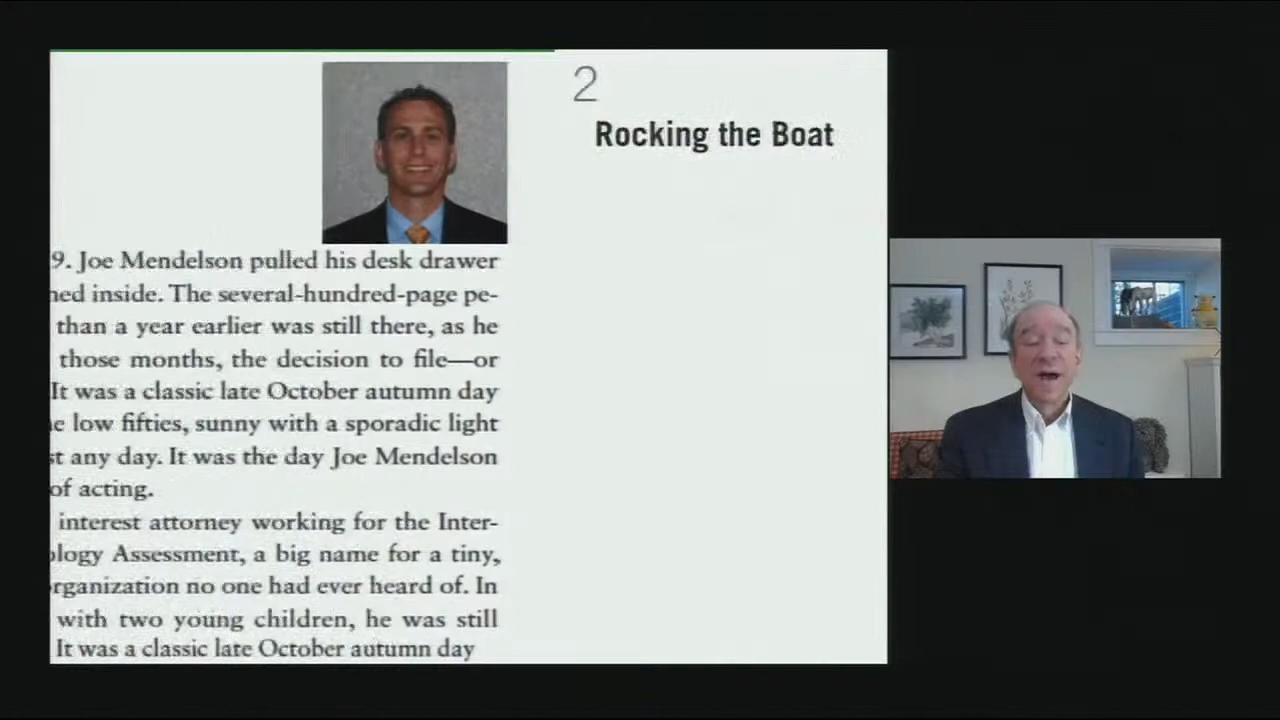 2
Rocking the Boat
9. Joe Mendelson pulled his desk drawer
ned inside. The several-hundred-page pe-
than a year earlier was still there, as he
those months, the decision to file—or
It was a classic late October autumn day
e low fifties, sunny with a sporadic light
st any day. It was the day Joe Mendelson
of acting.
interest attorney working for the Inter-
ology Assessment, a big name for a tiny,
organization no one had ever heard of. In
with two young children, he was still
It was a classic late October autumn day